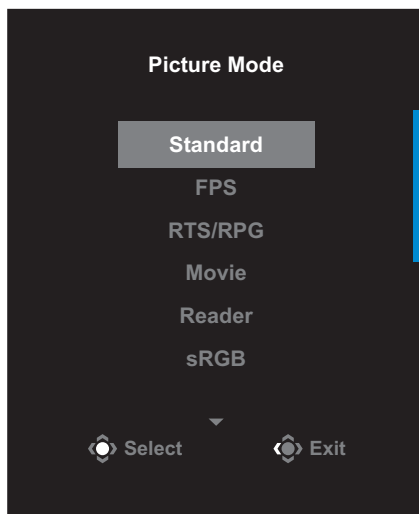 Picture Mode
Standard
FPS
RTS/RPG
Movie
Reader
sRGB
Select Exit